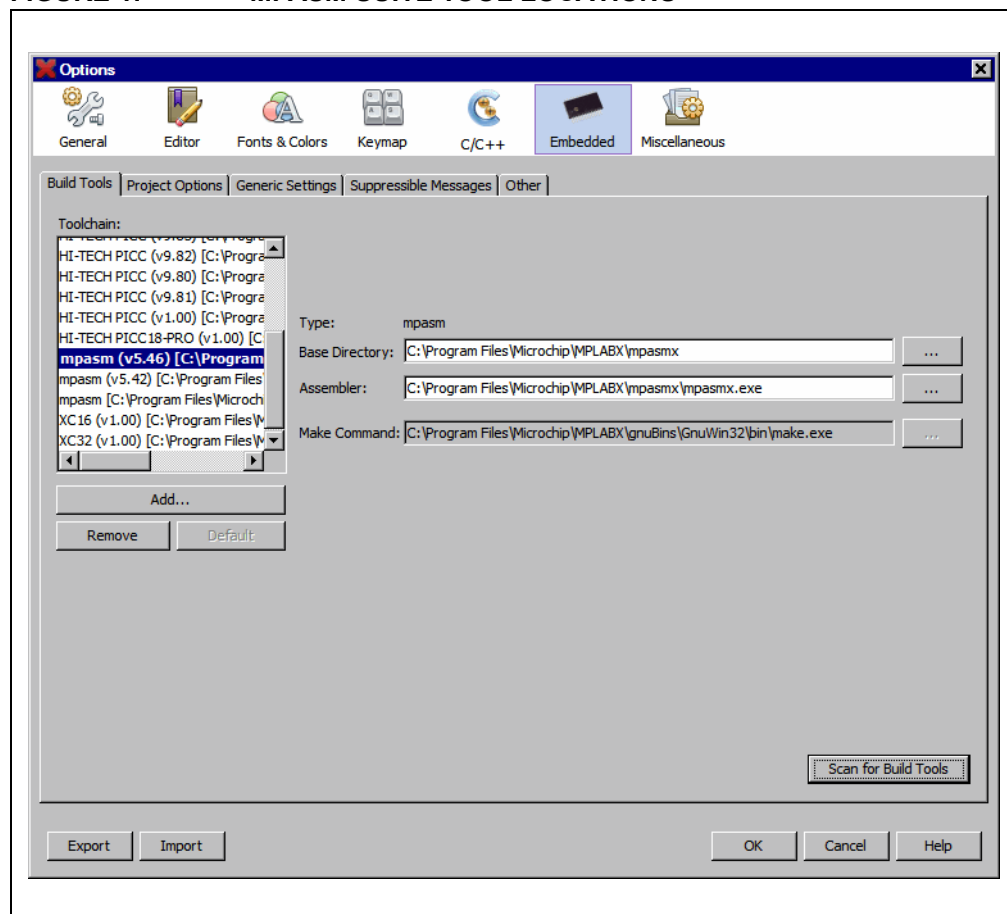 Options
General Editor Fonts & Colors Keymap C/C++ Embedded Miscellaneous
Build Tools Project Options Generic Settings Suppressible Messages Other
Toolchain:
HI-TECH PICC (v9.82) [C:\Progra
HI-TECH PICC (v9.80) [C:\Progra
HI-TECH PICC (v9.81) [C:\Progra
HI-TECH PICC (v1.00) [C:\Progra
HI-TECH PICC18-PRO (v1.00) [C:
mpasm (v5.46) [C:\Program
mpasm (v5.42) [C:\Program Files
mpasm [C:\Program Files\Microch
XC16 (v1.00) [C:\Program Files\M
XC32 (v1.00) [C:\Program Files\M
Add...
Remove Default
Type: mpasm
Base Directory: C:\Program Files\Microchip\MPLABX\mpasmx ...
Assembler: C:\Program Files\Microchip\MPLABX\mpasmx\mpasmx.exe ...
Make Command: C:\Program Files\Microchip\MPLABX\gnuBins\GnuWin32\bin\make.exe ...
Scan for Build Tools
Export Import OK Cancel Help